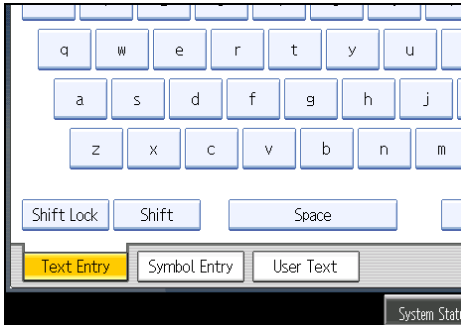 q w e r t y u
a s d f g h j
z x c v b n m
Shift Lock Shift Space
Text Entry Symbol Entry User Text